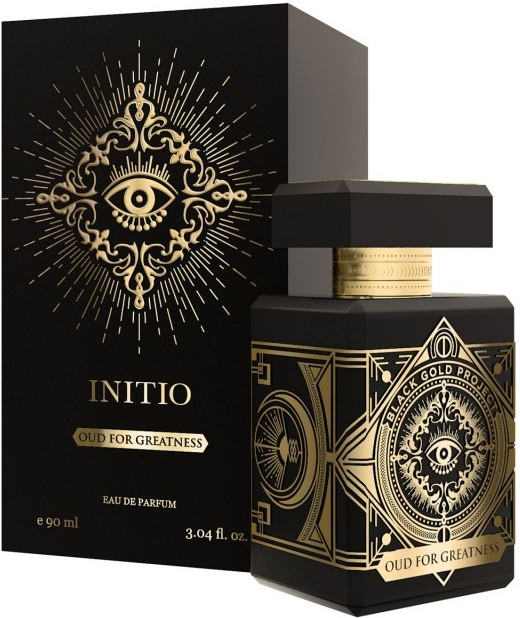 INITIO
OUD FOR GREATNESS
EAU DE PARFUM
e 90 ml
3.04 fl. oz.
BLACK GOLD PROJECT
OUD FOR GREATNESS